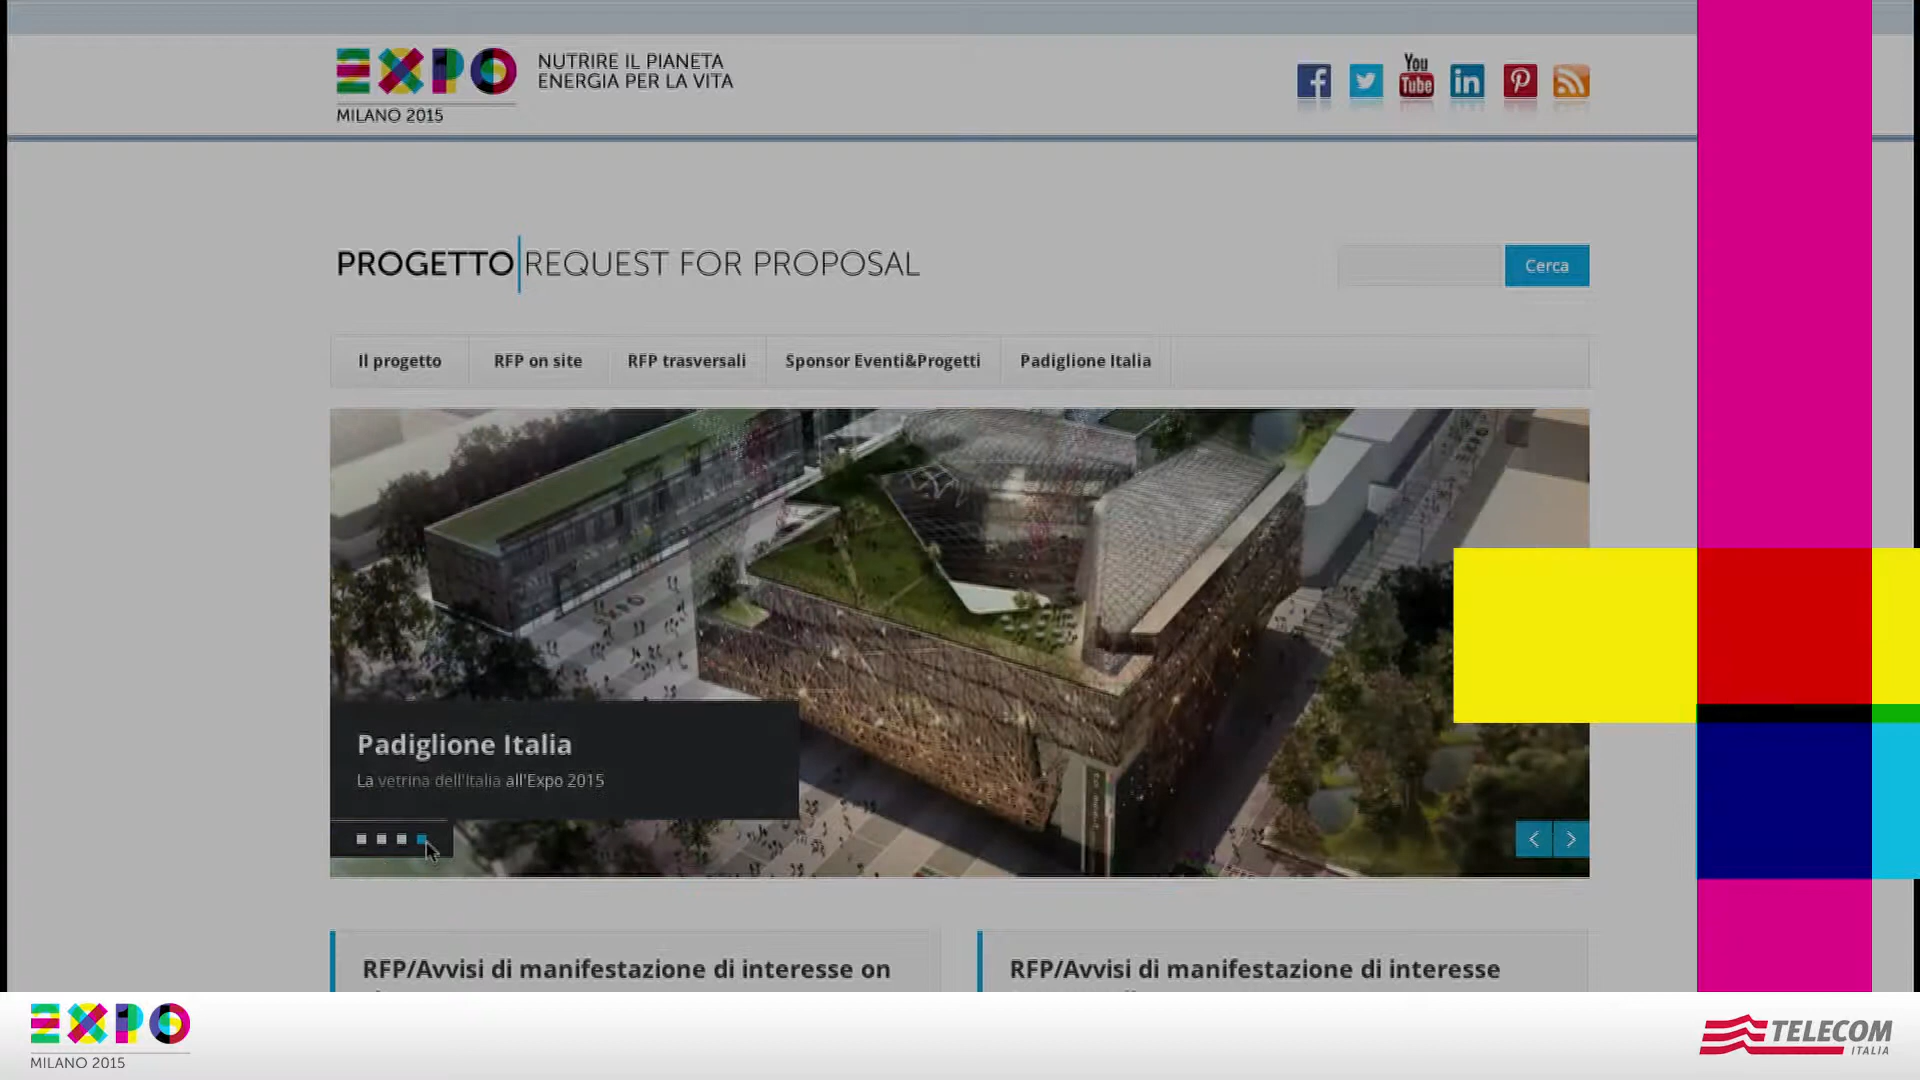 EXPO
MILANO 2015
NUTRIRE IL PIANETA
ENERGIA PER LA VITA
You
Tube
PROGETTO REQUEST FOR PROPOSAL
Cerca
Il progetto
RFP on site
RFP trasversali
Sponsor Eventi&Progetti
Padiglione Italia
EXPO
Padiglione Italia
La vetrina dell'Italia all'Expo 2015
RFP/Avvisi di manifestazione di interesse on
RFP/Avvisi di manifestazione di interesse
EXPO
MILANO 2015
TELECOM
ITALIA